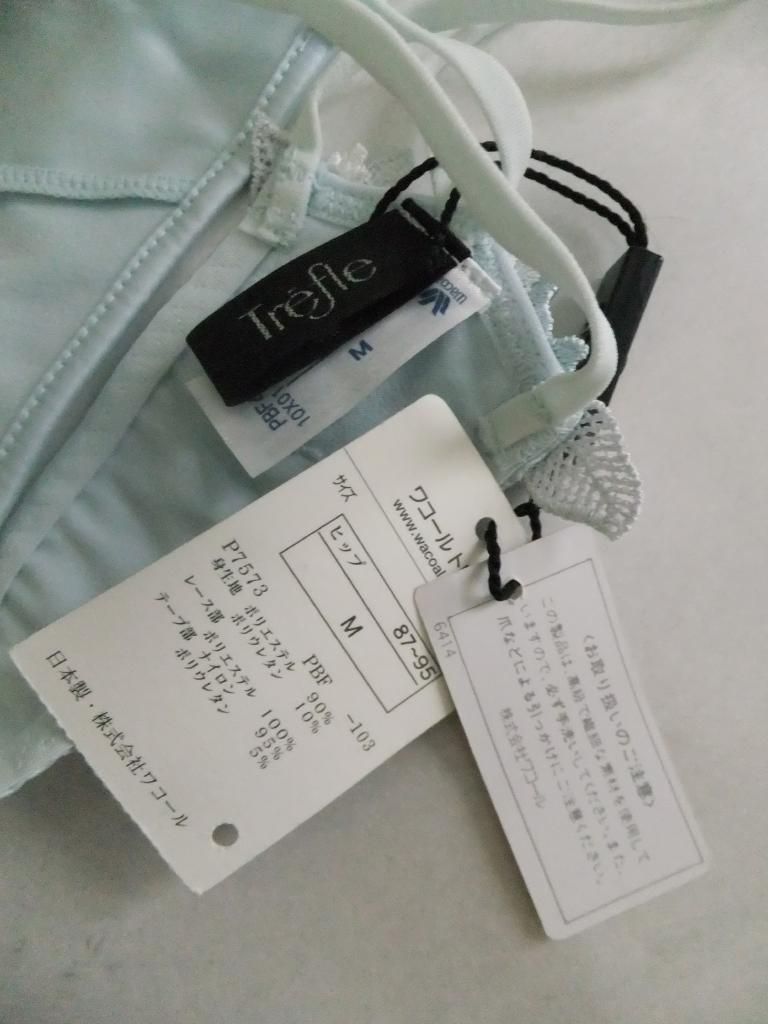 Tréfle
M
PBF
10X01
ワコール
www.wacoal
サイズ
ヒップ 87~95
M
P7573 PBF -103
身生地 ポリエステル 90%
ポリウレタン 10%
レース部 ポリエステル 100%
テープ部 ナイロン 95%
ポリウレタン 5%
日本製・株式会社ワコール
6414
〈お取り扱いのご注意〉
この製品は、高級で繊細な素材を使用して
いますので、必ず手洗いしてください。また、
爪などによる引っかけにご注意ください。
株式会社ワコール